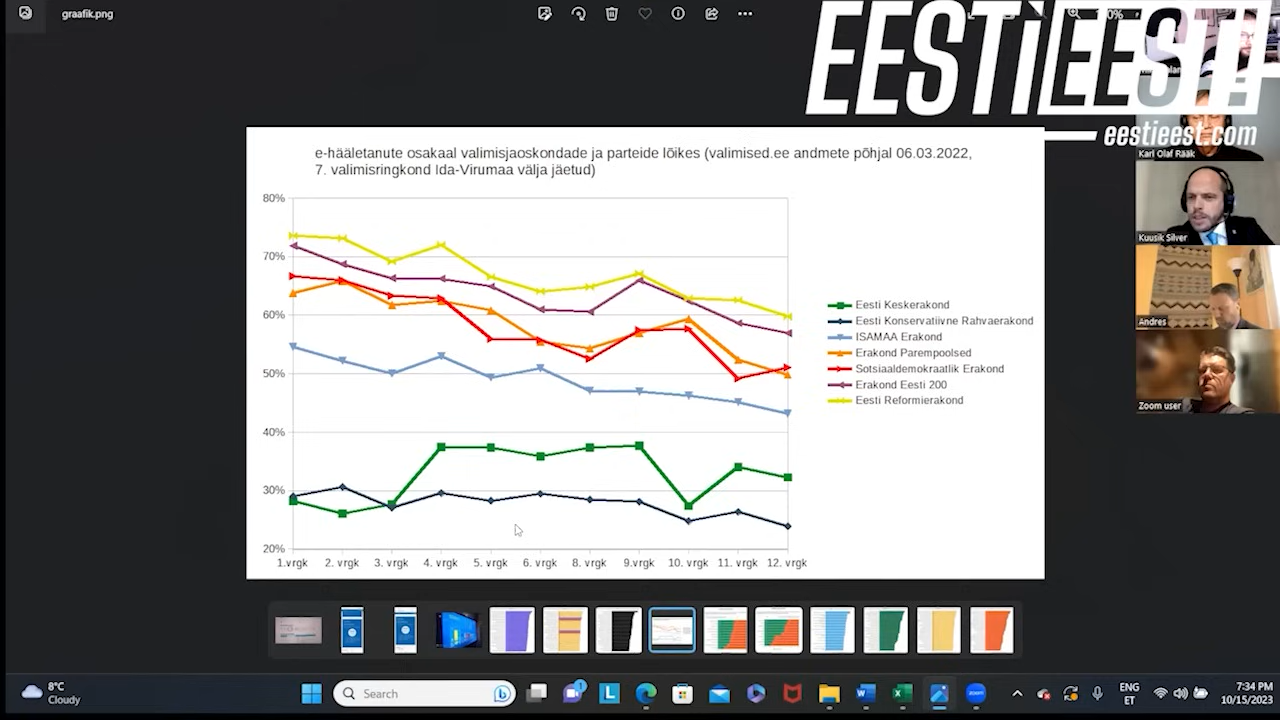 graafik.png
EESTiEEST!
eestieest.com
Karl Olaf Rääk
Kuusik Silver
Andres
Zoom user
e-hääletanute osakaal valimisjaoskondade ja parteide lõikes (valimised.ee andmete põhjal 06.03.2022,
7. valimisringkond Ida-Virumaa välja jäetud)
80%
70%
60%
50%
40%
30%
20%
1.vrgk 2. vrgk 3. vrgk 4. vrgk 5. vrgk 6. vrgk 8. vrgk 9.vrgk 10. vrgk 11. vrgk 12. vrgk
Eesti Keskerakond
Eesti Konservatiivne Rahvaerakond
ISAMAA Erakond
Erakond Parempoolsed
Sotsiaaldemokraatlik Erakond
Erakond Eesti 200
Eesti Reformierakond
8°C
Cloudy
Search
1
L
ENG
ET
7:34 PM
10/15/2023